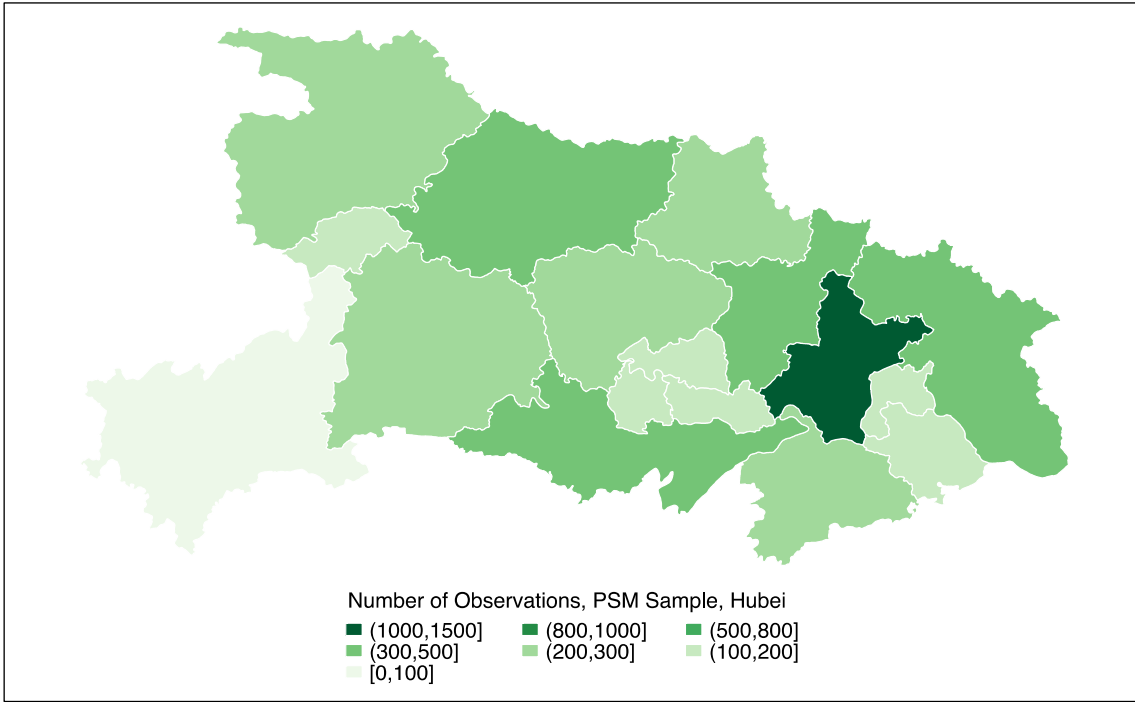 Number of Observations, PSM Sample, Hubei
(1000,1500] (800,1000] (500,800]
(300,500] (200,300] (100,200]
[0,100]